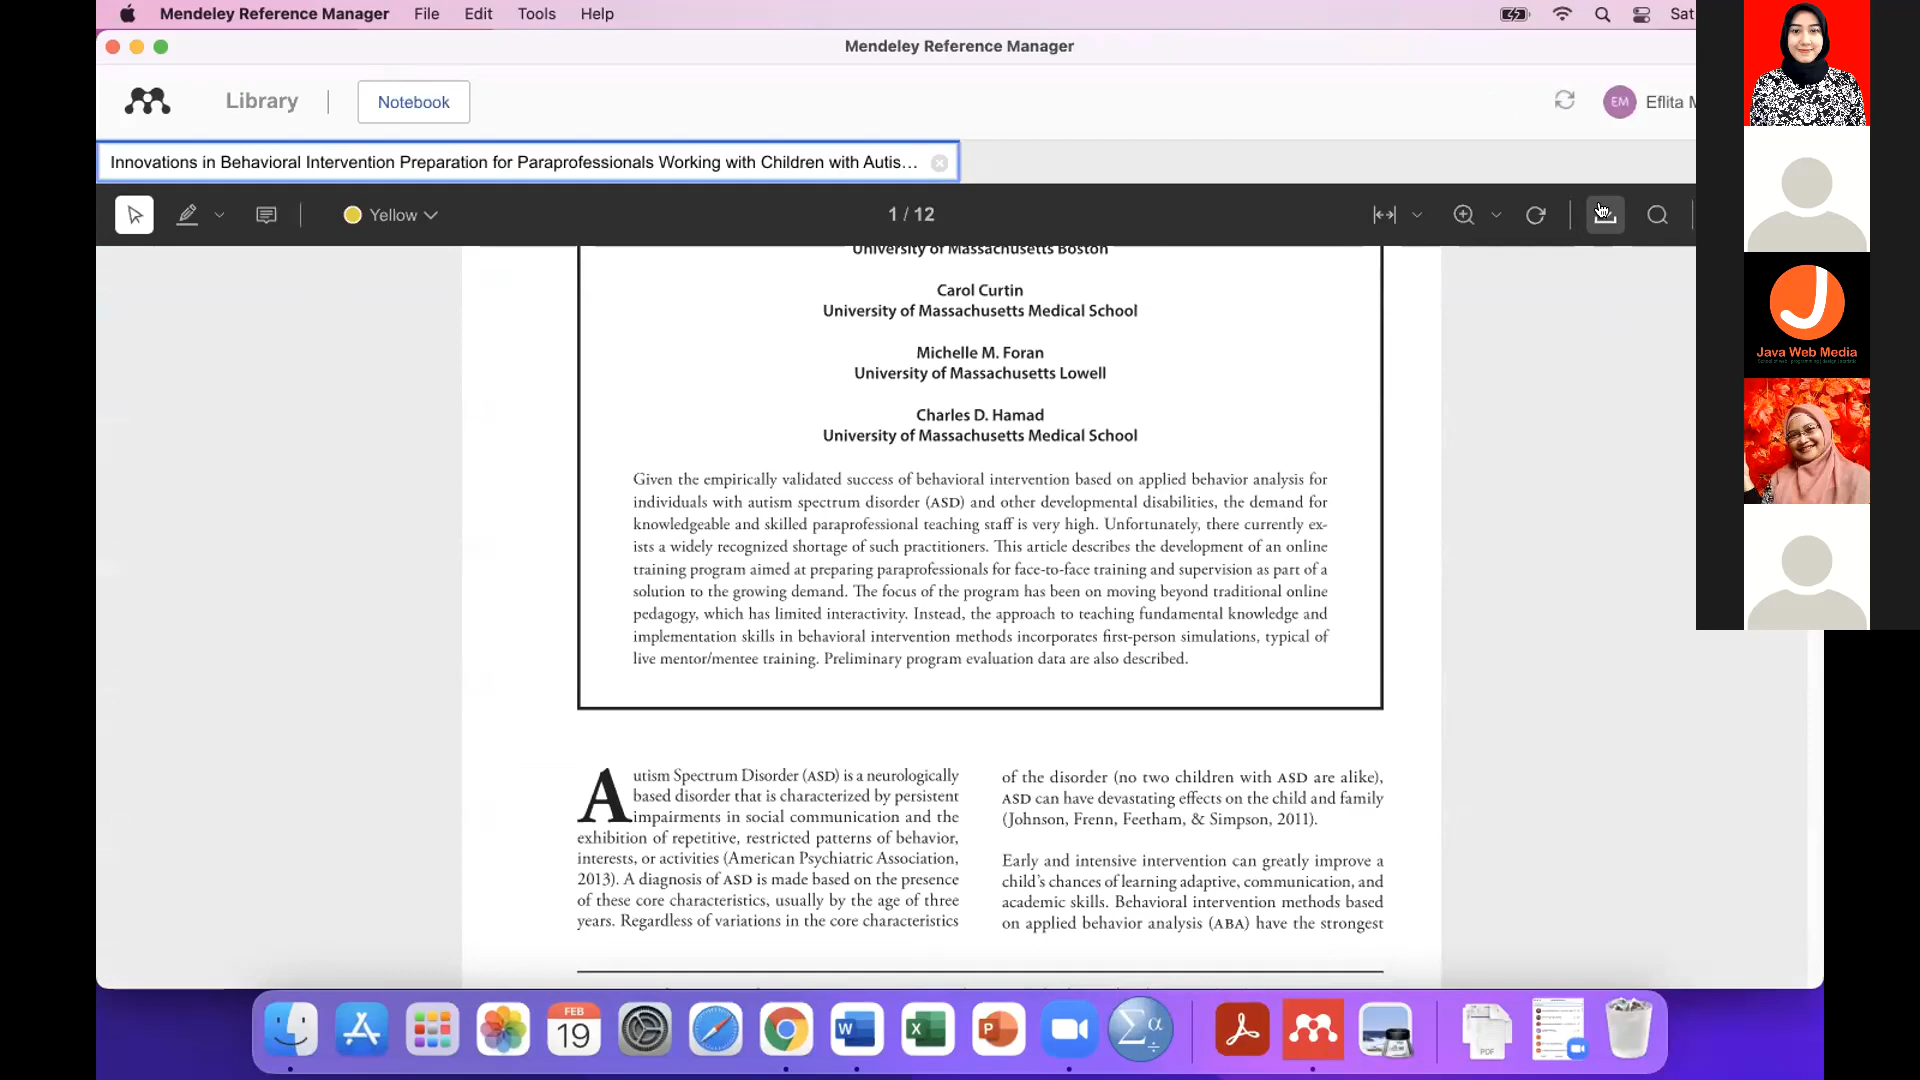 Mendeley Reference Manager File Edit Tools Help Sat
Mendeley Reference Manager
Library Notebook EM Eflita M
Innovations in Behavioral Intervention Preparation for Paraprofessionals Working with Children with Autis...
Yellow 1 / 12
University of Massachusetts Boston
Carol Curtin
University of Massachusetts Medical School
Michelle M. Foran
University of Massachusetts Lowell
Charles D. Hamad
University of Massachusetts Medical School
Given the empirically validated success of behavioral intervention based on applied behavior analysis for
individuals with autism spectrum disorder (ASD) and other developmental disabilities, the demand for
knowledgeable and skilled paraprofessional teaching staff is very high. Unfortunately, there currently ex-
ists a widely recognized shortage of such practitioners. This article describes the development of an online
training program aimed at preparing paraprofessionals for face-to-face training and supervision as part of a
solution to the growing demand. The focus of the program has been on moving beyond traditional online
pedagogy, which has limited interactivity. Instead, the approach to teaching fundamental knowledge and
implementation skills in behavioral intervention methods incorporates first-person simulations, typical of
live mentor/mentee training. Preliminary program evaluation data are also described.
Autism Spectrum Disorder (ASD) is a neurologically
based disorder that is characterized by persistent
impairments in social communication and the
exhibition of repetitive, restricted patterns of behavior,
interests, or activities (American Psychiatric Association,
2013). A diagnosis of ASD is made based on the presence
of these core characteristics, usually by the age of three
years. Regardless of variations in the core characteristics
of the disorder (no two children with ASD are alike),
ASD can have devastating effects on the child and family
(Johnson, Frenn, Feetham, & Simpson, 2011).
Early and intensive intervention can greatly improve a
child's chances of learning adaptive, communication, and
academic skills. Behavioral intervention methods based
on applied behavior analysis (ABA) have the strongest
J
Java Web Media
FEB
19
W
X
P
Σα
÷
PDF